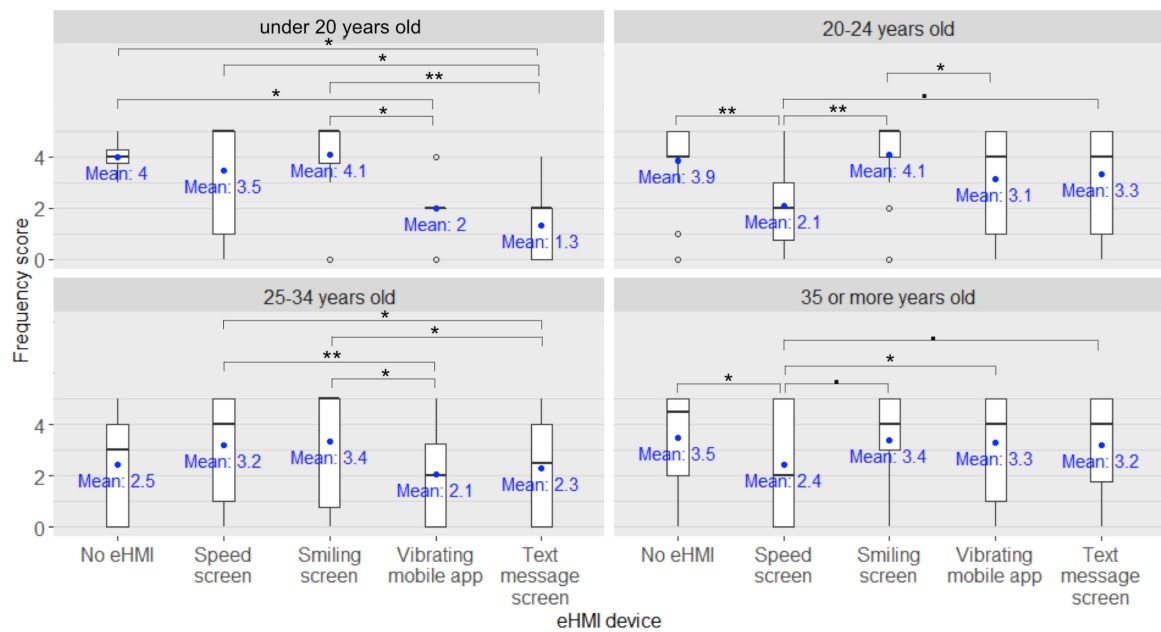 under 20 years old
20-24 years old
*
*
**
*
*
*
.
**
**
4
2
0
Mean: 4
Mean: 3.5
Mean: 4.1
Mean: 2
Mean: 1.3
Mean: 3.9
Mean: 2.1
Mean: 4.1
Mean: 3.1
Mean: 3.3
Frequency score
25-34 years old
35 or more years old
*
*
**
*
.
*
*
.
4
2
0
Mean: 2.5
Mean: 3.2
Mean: 3.4
Mean: 2.1
Mean: 2.3
Mean: 3.5
Mean: 2.4
Mean: 3.4
Mean: 3.3
Mean: 3.2
No eHMI
Speed
screen
Smiling
screen
Vibrating
mobile app
Text
message
screen
No eHMI
Speed
screen
Smiling
screen
Vibrating
mobile app
Text
message
screen
eHMI device